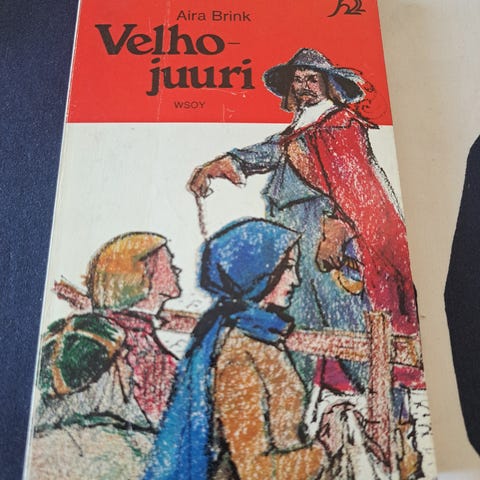 Aira Brink
Velho-
juuri
WSOY